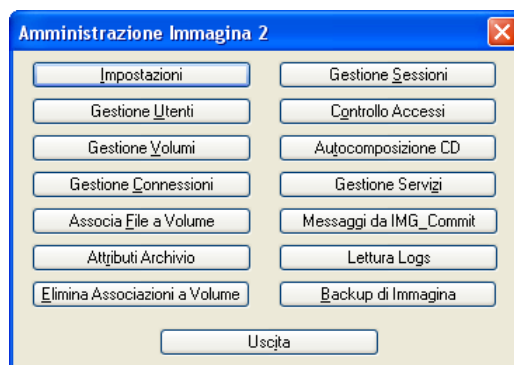 Amministrazione Immagina 2
Impostazioni
Gestione Sessioni
Gestione Utenti
Controllo Accessi
Gestione Volumi
Autocomposizione CD
Gestione Connessioni
Gestione Servizi
Associa File a Volume
Messaggi da IMG_Commit
Attributi Archivio
Lettura Logs
Elimina Associazioni a Volume
Backup di Immagina
Uscita